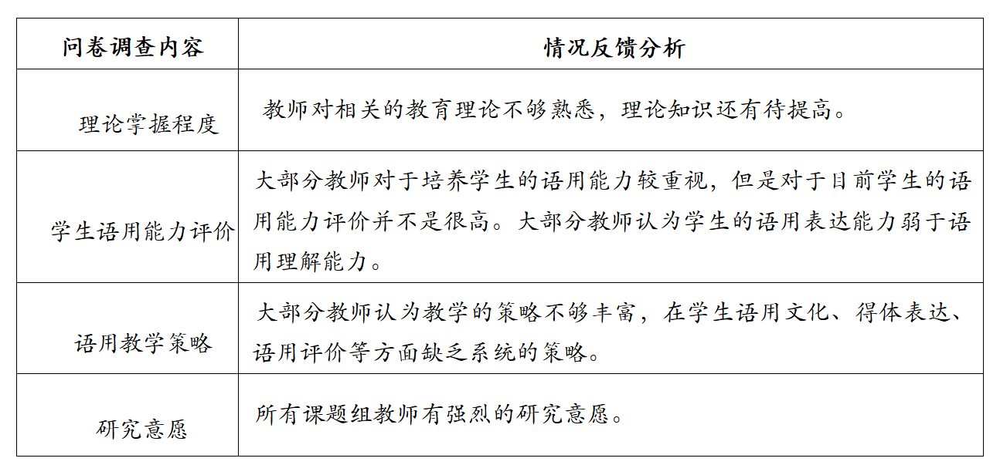 问卷调查内容
情况反馈分析
理论掌握程度
教师对相关的教育理论不够熟悉，理论知识还有待提高。
学生语用能力评价
大部分教师对于培养学生的语用能力较重视，但是对于目前学生的语
用能力评价并不是很高。大部分教师认为学生的语用表达能力弱于语
用理解能力。
语用教学策略
大部分教师认为教学的策略不够丰富，在学生语用文化、得体表达、
语用评价等方面缺乏系统的策略。
研究意愿
所有课题组教师有强烈的研究意愿。